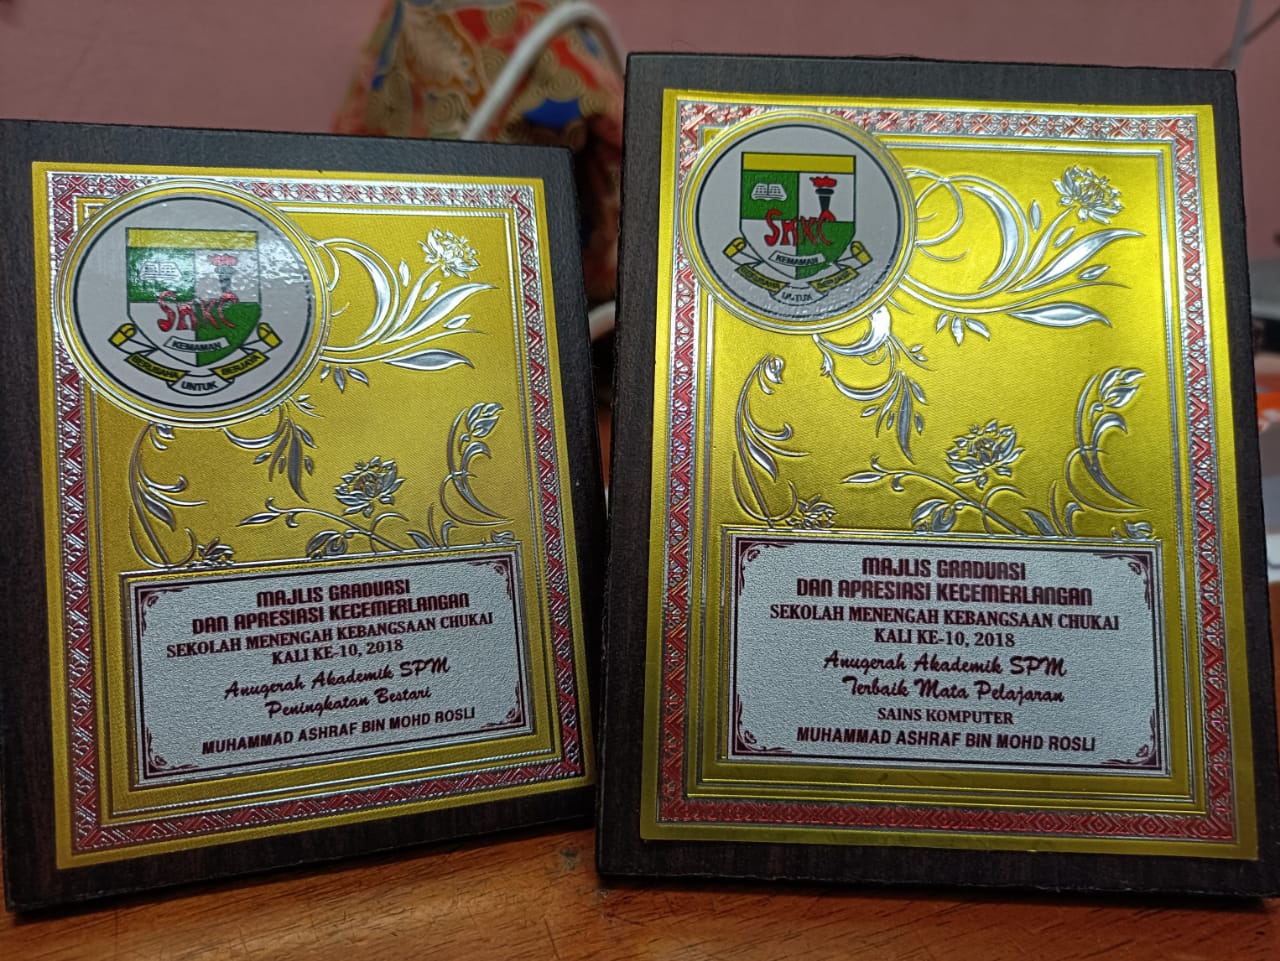 SMKC
KEMAMAN
BERUSAHA UNTUK BERJAYA
MAJLIS GRADUASI
DAN APRESIASI KECEMERLANGAN
SEKOLAH MENENGAH KEBANGSAAN CHUKAI
KALI KE-10, 2018
Anugerah Akademik SPM
Peningkatan Bestari
MUHAMMAD ASHRAF BIN MOHD ROSLI
SMKC
KEMAMAN
BERUSAHA UNTUK BERJAYA
MAJLIS GRADUASI
DAN APRESIASI KECEMERLANGAN
SEKOLAH MENENGAH KEBANGSAAN CHUKAI
KALI KE-10, 2018
Anugerah Akademik SPM
Terbaik Mata Pelajaran
SAINS KOMPUTER
MUHAMMAD ASHRAF BIN MOHD ROSLI